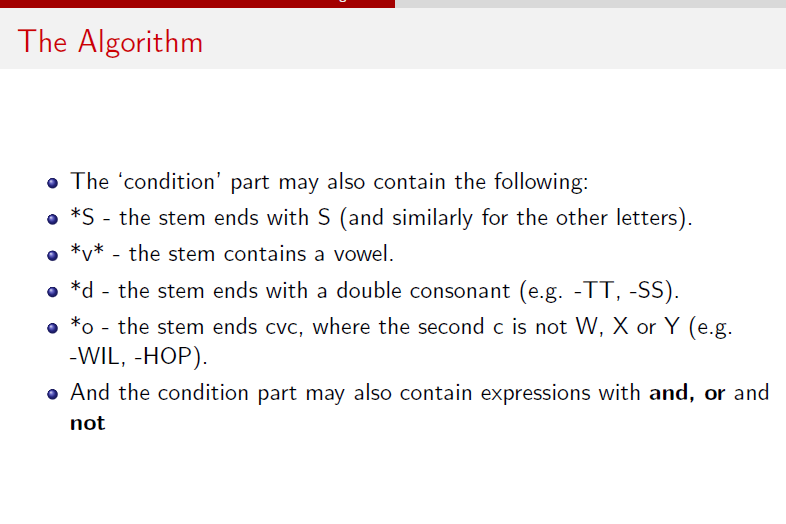 The Algorithm
The ‘condition’ part may also contain the following:
*S - the stem ends with S (and similarly for the other letters).
*v* - the stem contains a vowel.
*d - the stem ends with a double consonant (e.g. -TT, -SS).
*o - the stem ends cvc, where the second c is not W, X or Y (e.g.
-WIL, -HOP).
And the condition part may also contain expressions with and, or and
not